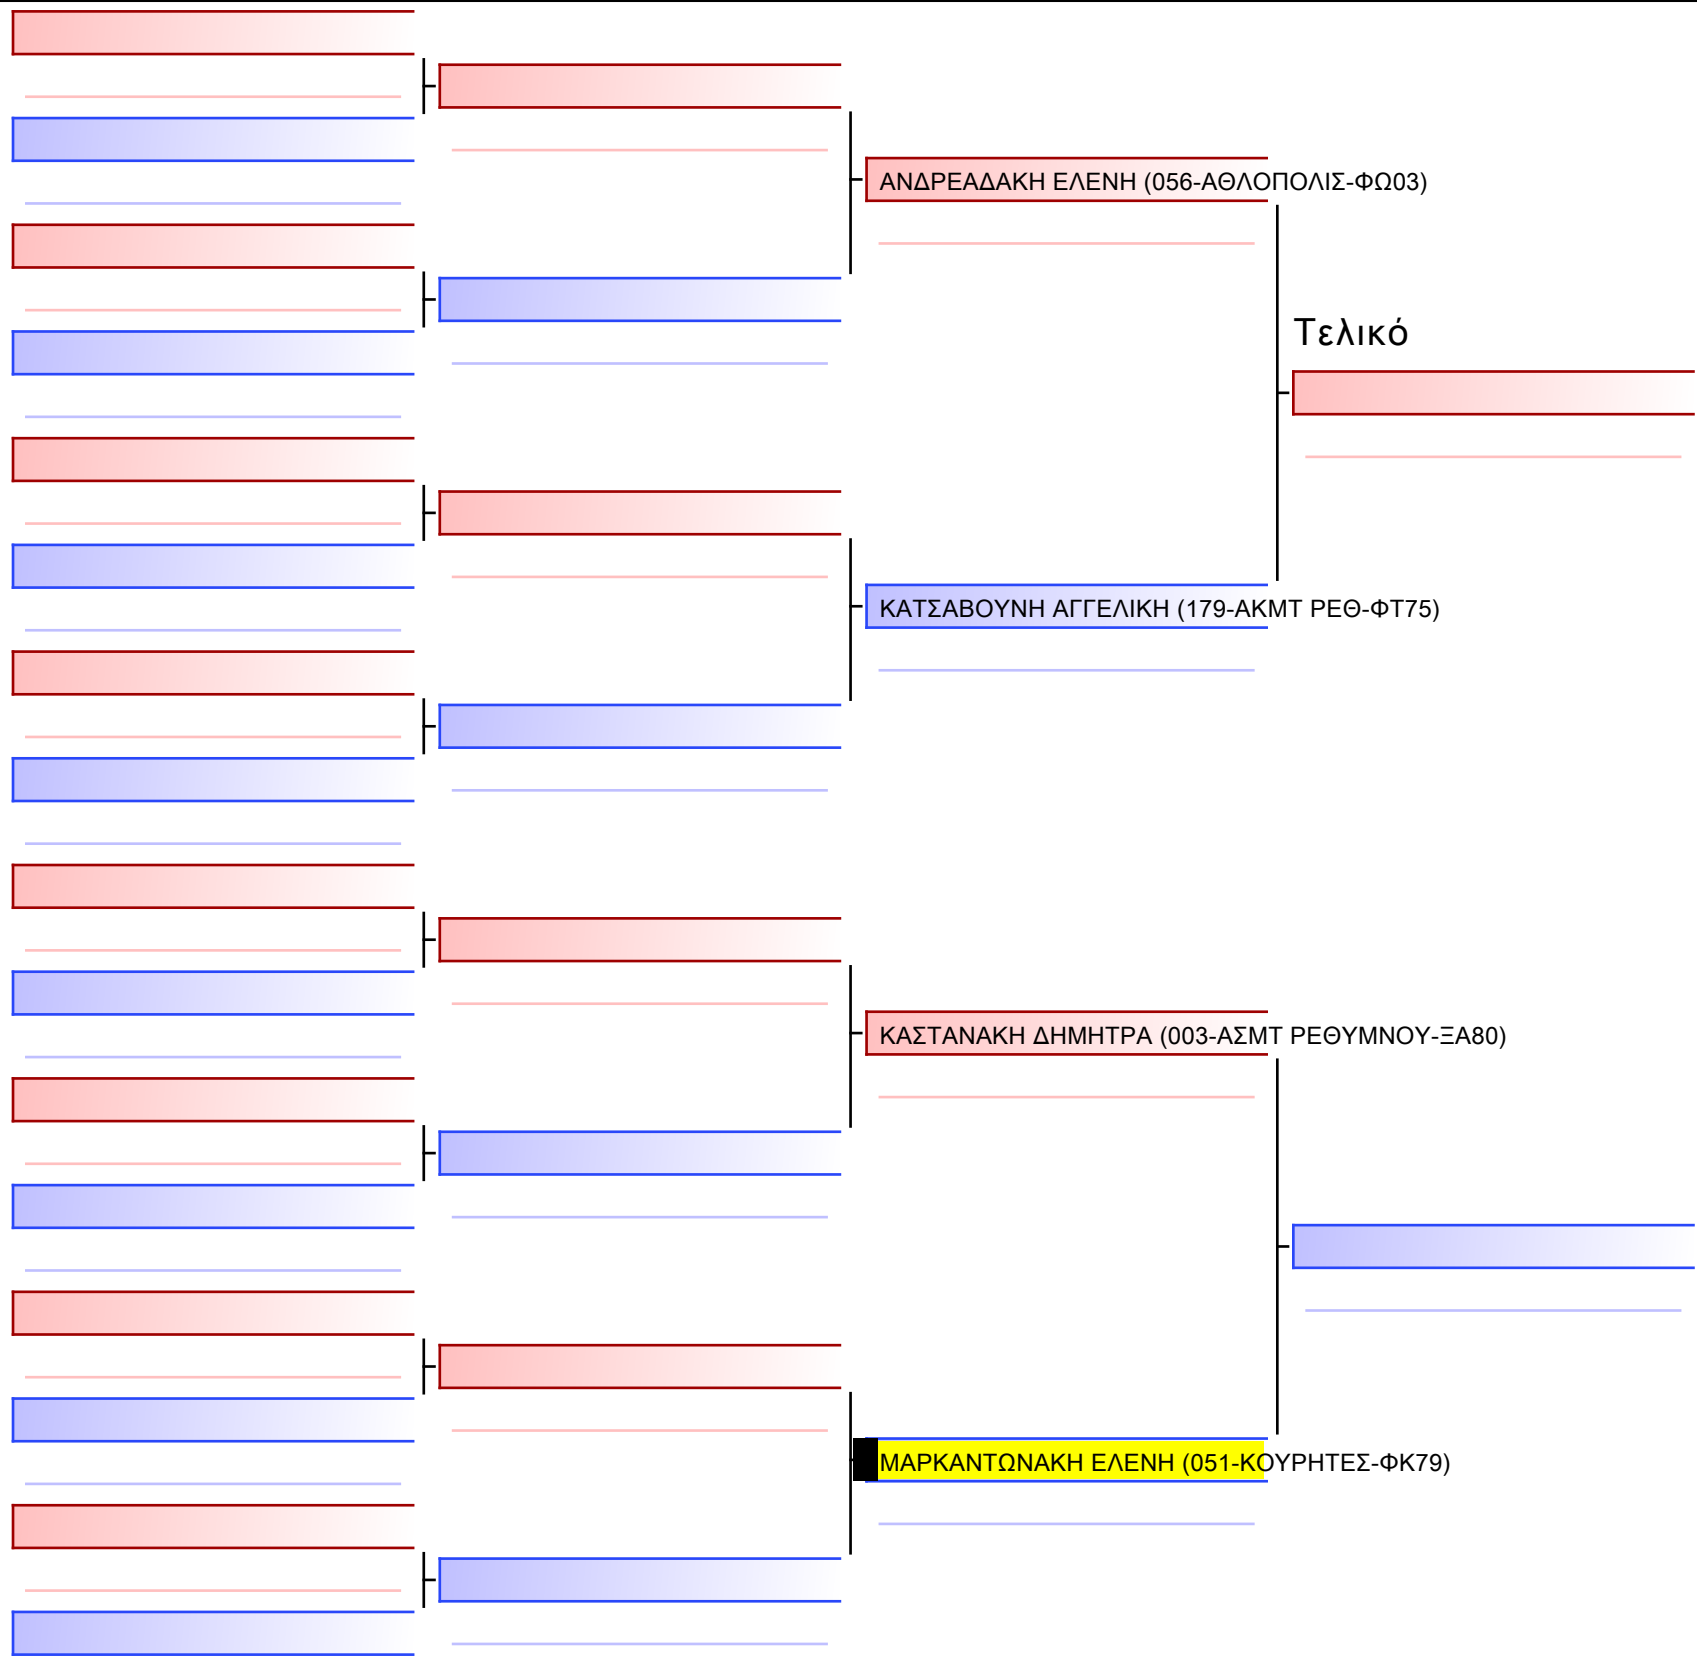 ΑΝΔΡΕΑΔΑΚΗ ΕΛΕΝΗ (056-ΑΘΛΟΠΟΛΙΣ-ΦΩ03)
Τελικό
ΚΑΤΣΑΒΟΥΝΗ ΑΓΓΕΛΙΚΗ (179-ΑΚΜΤ ΡΕΘ-ΦΤ75)
ΚΑΣΤΑΝΑΚΗ ΔΗΜΗΤΡΑ (003-ΑΣΜΤ ΡΕΘΥΜΝΟΥ-ΞΑ80)
ΜΑΡΚΑΝΤΩΝΑΚΗ ΕΛΕΝΗ (051-ΚΟΥΡΗΤΕΣ-ΦΚ79)